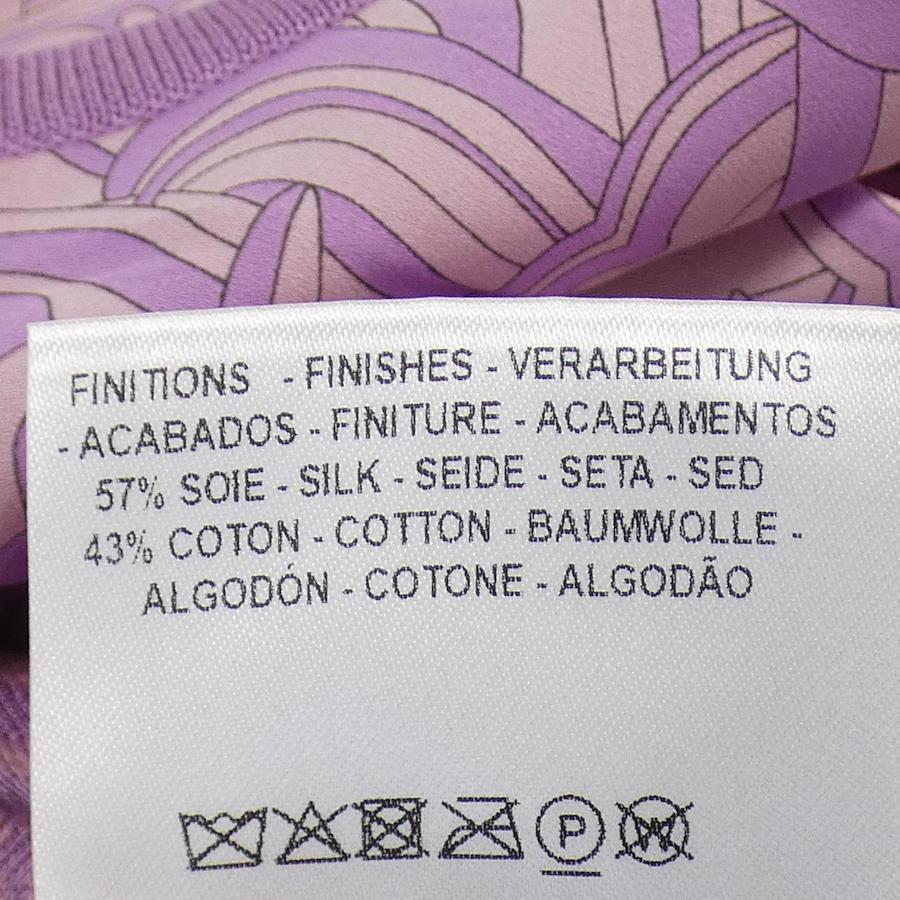 FINITIONS - FINISHES - VERARBEITUNG
- ACABADOS - FINITURE - ACABAMENTOS
57% SOIE - SILK - SEIDE - SETA - SED
43% COTON - COTTON - BAUMWOLLE -
ALGODÓN - COTONE - ALGODÃO
P W